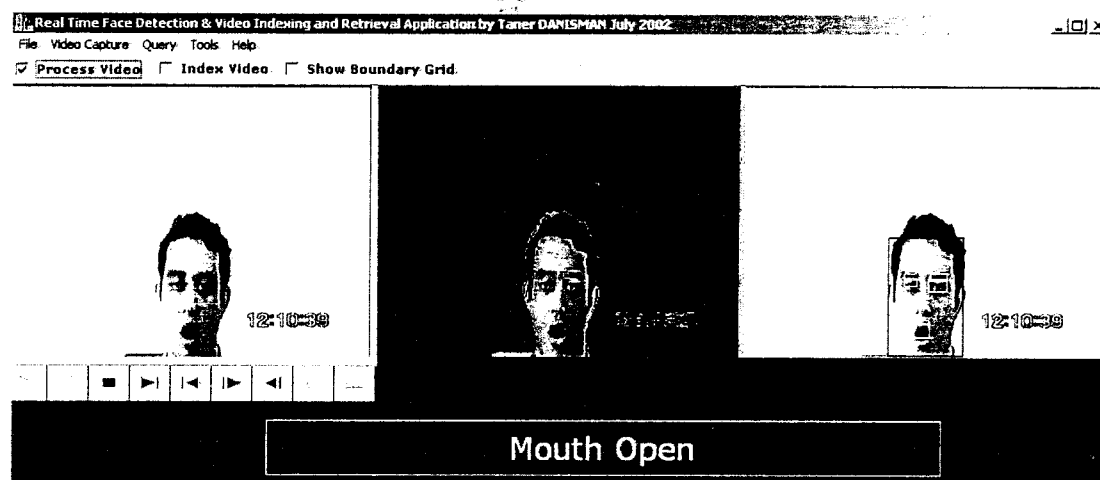 Real Time Face Detection & Video Indexing and Retrieval Application by Taner DANISMAN July 2002
File Video Capture Query Tools Help
Process Video Index Video Show Boundary Grid
12:10:39
12:10:39
Mouth Open